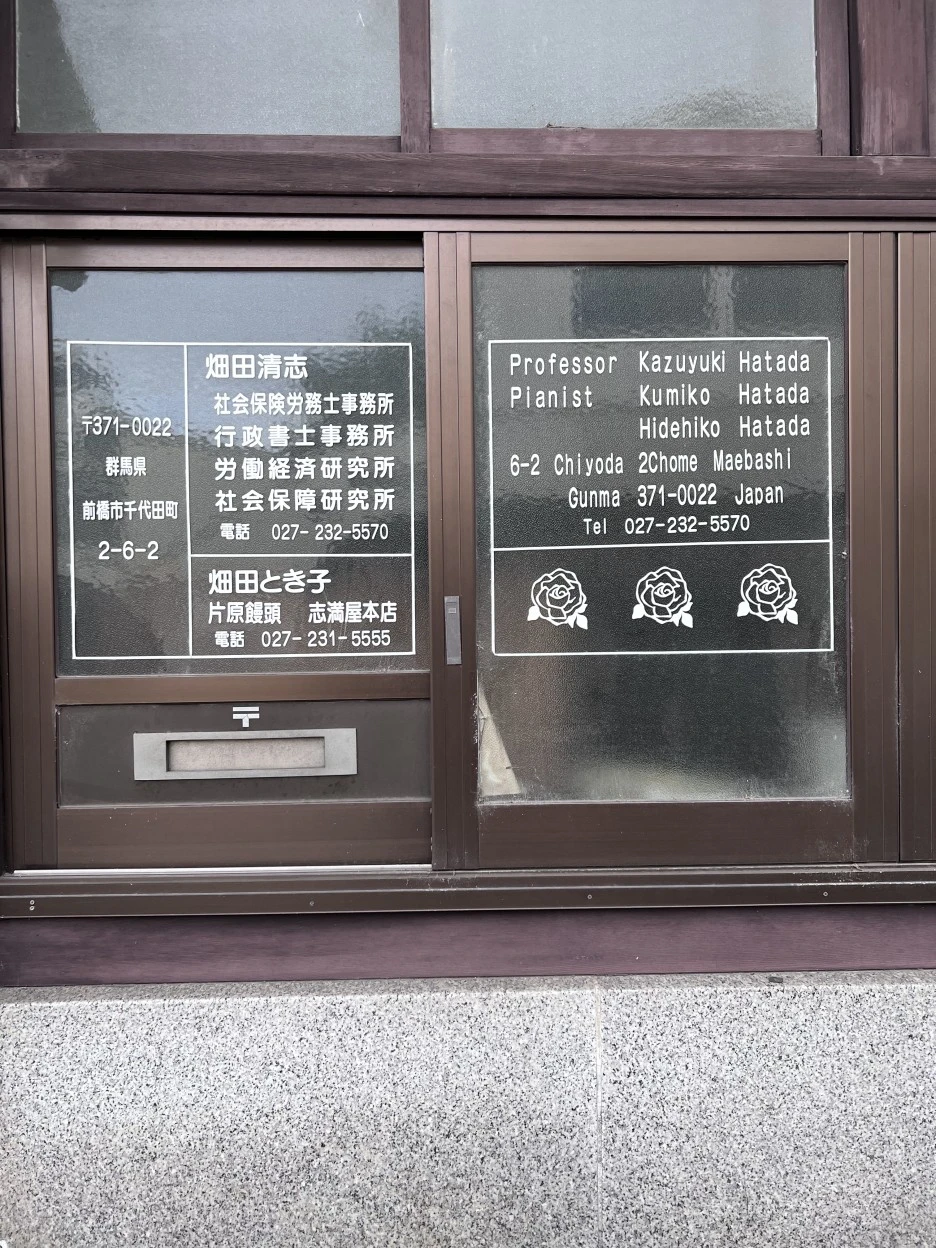 〒371-0022
群馬県
前橋市千代田町
2-6-2
畑田清志
社会保険労務士事務所
行政書士事務所
労働経済研究所
社会保障研究所
電話 027-232-5570
畑田とき子
片原饅頭 志満屋本店
電話 027-231-5555
〒
Professor Kazuyuki Hatada
Pianist Kumiko Hatada
Hidehiko Hatada
6-2 Chiyoda 2Chome Maebashi
Gunma 371-0022 Japan
Tel 027-232-5570